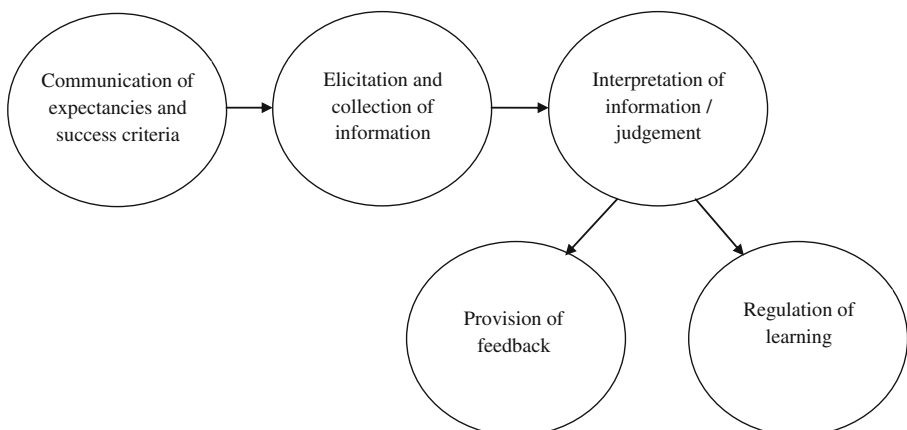 Communication of
expectancies and
success criteria
Elicitation and
collection of
information
Interpretation of
information /
judgement
Provision of
feedback
Regulation of
learning